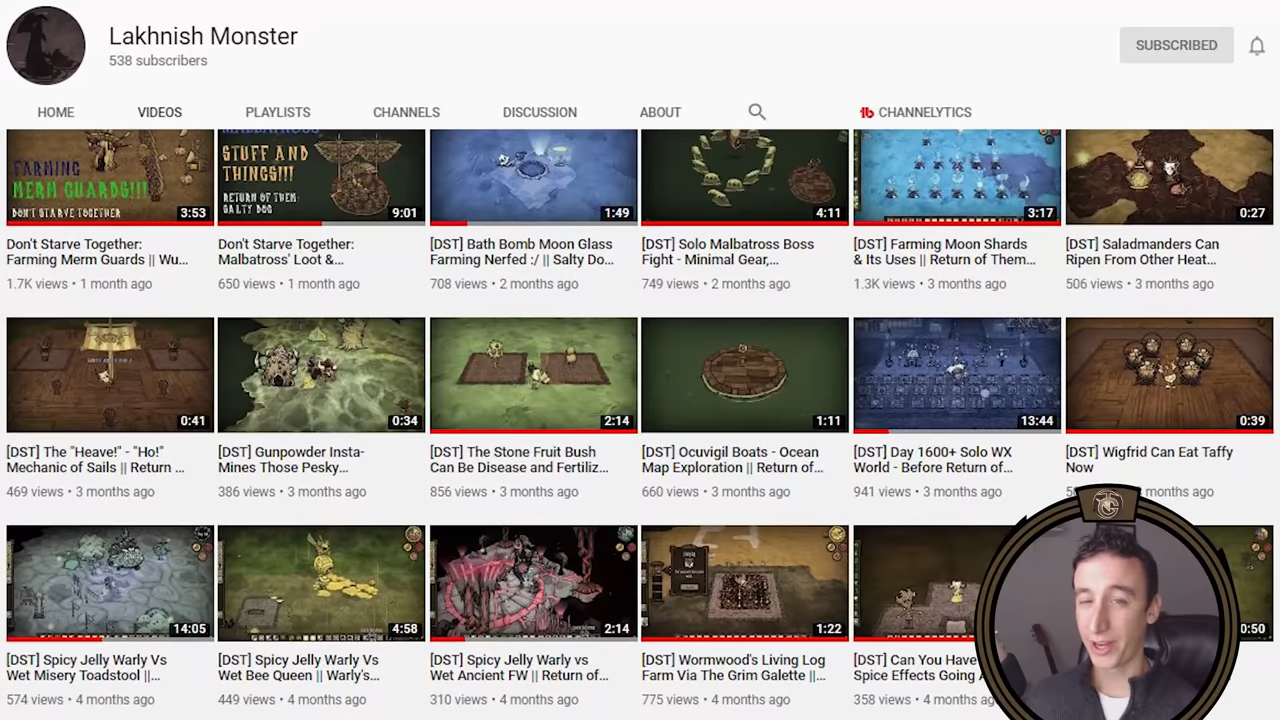 Lakhnish Monster
538 subscribers
SUBSCRIBED
HOME VIDEOS PLAYLISTS CHANNELS DISCUSSION ABOUT CHANNELYTICS
FARMING
MERM GUARDS!!!
DON'T STARVE TOGETHER
3:53
MALBATROSS
STUFF AND
THINGS!!!
RETURN OF THEM:
SALTY DOG
9:01
1:49
4:11
3:17
0:27
Don't Starve Together:
Farming Merm Guards || Wu...
1.7K views • 1 month ago
Don't Starve Together:
Malbatross' Loot &...
650 views • 1 month ago
[DST] Bath Bomb Moon Glass
Farming Nerfed :/ || Salty Do...
708 views • 2 months ago
[DST] Solo Malbatross Boss
Fight - Minimal Gear,...
749 views • 2 months ago
[DST] Farming Moon Shards
& Its Uses || Return of Them...
1.3K views • 3 months ago
[DST] Saladmanders Can
Ripen From Other Heat...
506 views • 3 months ago
0:41
0:34
2:14
1:11
13:44
0:39
[DST] The "Heave!" - "Ho!"
Mechanic of Sails || Return ...
469 views • 3 months ago
[DST] Gunpowder Insta-
Mines Those Pesky...
386 views • 3 months ago
[DST] The Stone Fruit Bush
Can Be Disease and Fertiliz...
856 views • 3 months ago
[DST] Ocuvigil Boats - Ocean
Map Exploration || Return of...
660 views • 3 months ago
[DST] Day 1600+ Solo WX
World - Before Return of...
941 views • 3 months ago
[DST] Wigfrid Can Eat Taffy
Now
months ago
14:05
4:58
2:14
1:22
0:50
[DST] Spicy Jelly Warly Vs
Wet Misery Toadstool ||...
574 views • 4 months ago
[DST] Spicy Jelly Warly Vs
Wet Bee Queen || Warly's...
449 views • 4 months ago
[DST] Spicy Jelly Warly vs
Wet Ancient FW || Return of...
310 views • 4 months ago
[DST] Wormwood's Living Log
Farm Via The Grim Galette ||...
775 views • 4 months ago
[DST] Can You Have
Spice Effects Going
358 views • 4 months